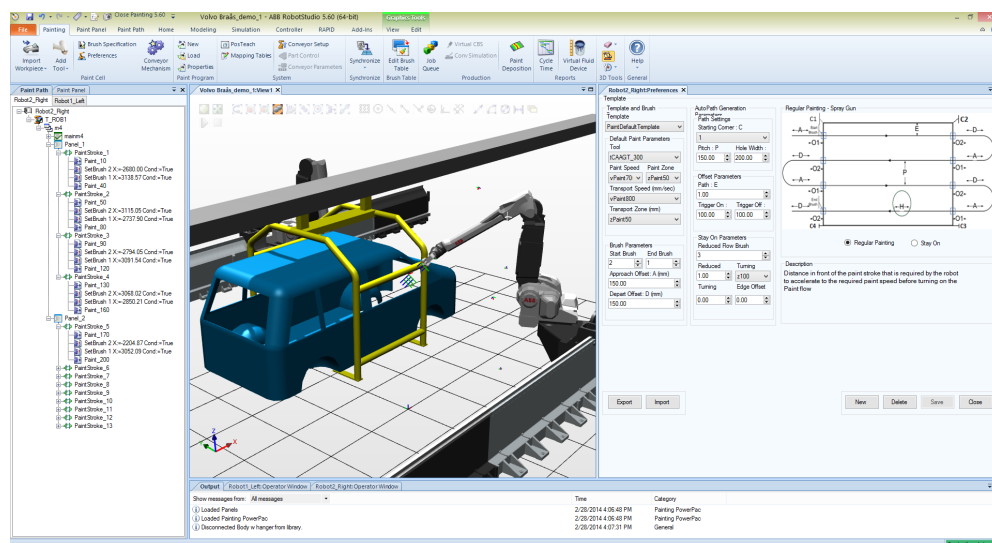 Close Painting 5.60
Volvo Braås_demo_1 - ABB RobotStudio 5.60 (64-bit)
Graphics Tools
File Painting Paint Panel Paint Path Home Modeling Simulation Controller RAPID Add-Ins View Edit
Import Workpiece
Add Tool
Brush Specification
Preferences
Conveyor Mechanism
New
Load
Properties
PosTeach
Mapping Tables
Conveyor Setup
Part Control
Conveyor Parameters
Synchronize
Edit Brush Table
Job Queue
Virtual CBS
Conv Simulation
Paint Deposition
Cycle Time
Virtual Fluid Device
Help
Paint Cell Paint Program System Synchronize Brush Table Production Reports 3D Tools General
Paint Path Paint Panel
Robot2_Right Robot1_Left
Robot2_Right
T_ROB1
m4
mainm4
Panel_1
PaintStroke_1
Paint_10
SetBrush 2 X:=-2680.00 Cond:=True
SetBrush 1 X:=3138.57 Cond:=True
Paint_40
PaintStroke_2
Paint_50
SetBrush 2 X:=3115.05 Cond:=True
SetBrush 1 X:=-2737.90 Cond:=True
Paint_80
PaintStroke_3
Paint_90
SetBrush 2 X:=-2794.05 Cond:=True
SetBrush 1 X:=3091.54 Cond:=True
Paint_120
PaintStroke_4
Paint_130
SetBrush 2 X:=3068.02 Cond:=True
SetBrush 1 X:=-2850.21 Cond:=True
Paint_160
Panel_2
PaintStroke_5
Paint_170
SetBrush 2 X:=-2204.87 Cond:=True
SetBrush 1 X:=3052.09 Cond:=True
Paint_200
PaintStroke_6
PaintStroke_7
PaintStroke_8
PaintStroke_9
PaintStroke_10
PaintStroke_11
PaintStroke_12
PaintStroke_13
Volvo Braås_demo_1:View1
ABB
Z
X
Robot2_Right:Preferences
Template
Template and Brush
Template
PaintDefaultTemplate
Default Paint Parameters
Tool
tCAAGT_300
Paint Speed Paint Zone
vPaint70 zPaint50
Transport Speed (mm/sec)
vPaint800
Transport Zone (mm)
zPaint50
Brush Parameters
Start Brush End Brush
2 1
Approach Offset: A (mm)
150.00
Depart Offset: D (mm)
150.00
AutoPath Generation
Path Settings
Starting Corner : C
1
Pitch : P Hole Width :
150.00 200.00
Offset Parameters
Path : E
1.00
Trigger On : Trigger Off :
100.00 100.00
Stay On Parameters
Reduced Flow Brush
3
Reduced Turning
1.00 z100
Turning Edge Offset
0.00 0.00
Regular Painting - Spray Gun
C1 C2
A E D
O1+ O2+
D P A
O2- O1-
A H D
O1+
O2+
C4 C3
Regular Painting Stay On
Description
Distance in front of the paint stroke that is required by the robot
to accelerate to the required paint speed before turning on the
Paint flow
Export Import New Delete Save Close
Output Robot1_Left:Operator Window Robot2_Right:Operator Window
Show messages from: All messages Time Category
Loaded Panels 2/28/2014 4:06:48 PM Painting PowerPac
Loaded Painting PowerPac 2/28/2014 4:06:48 PM Painting PowerPac
Disconnected Body w hanger from library. 2/28/2014 4:07:31 PM General